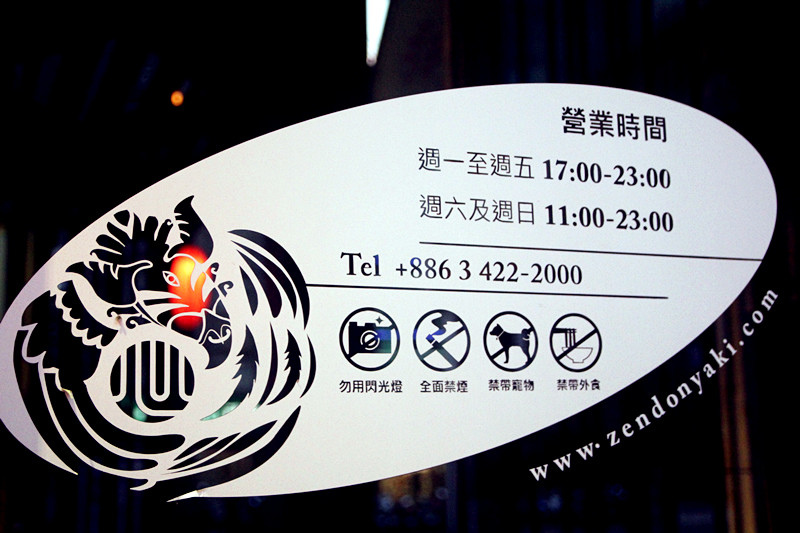 營業時間
週一至週五 17:00-23:00
週六及週日 11:00-23:00
Tel +886 3 422-2000
勿用閃光燈 全面禁煙 禁帶寵物 禁帶外食
www.zendonyaki.com